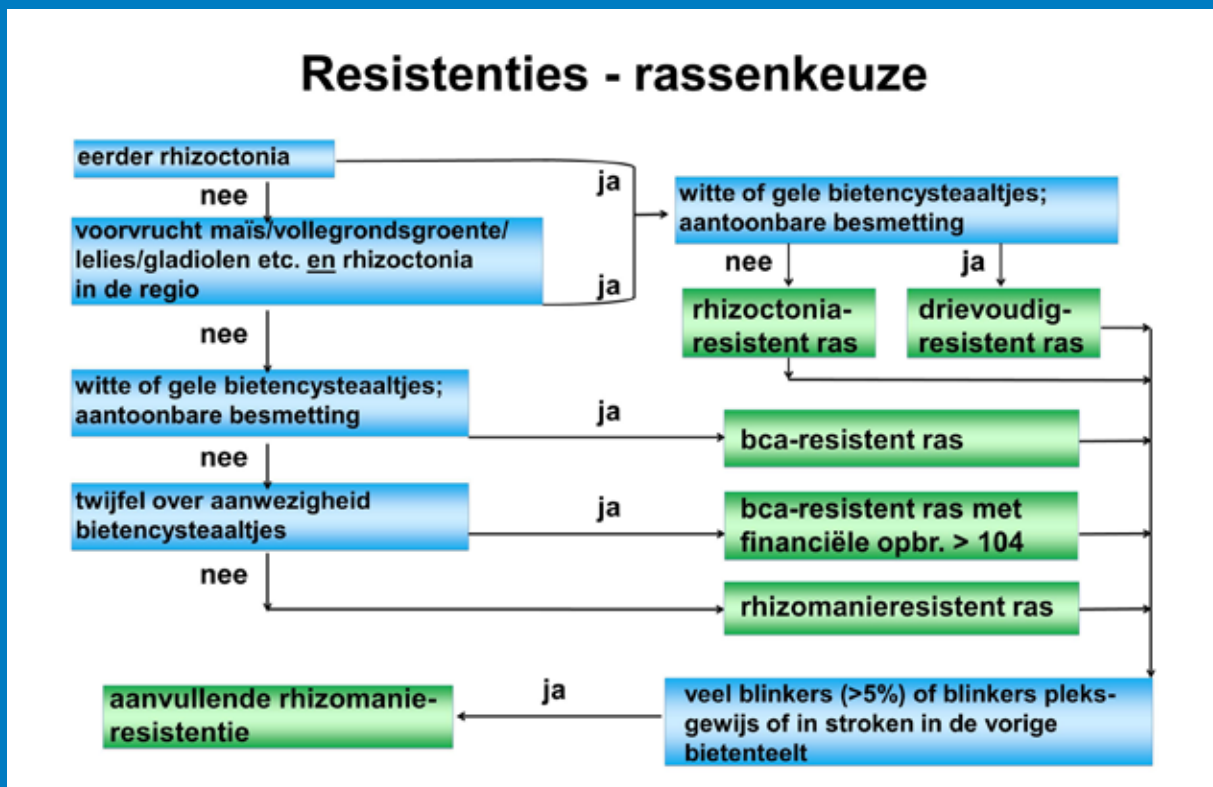 Resistenties - rassenkeuze
eerder rhizoctonia
ja
nee
voorvrucht maïs/vollegrondsgroente/
lelies/gladiolen etc. en rhizoctonia
in de regio
ja
nee
witte of gele bietencysteaaltjes;
aantoonbare besmetting
nee
ja
rhizoctonia-
resistent ras
drievoudig-
resistent ras
witte of gele bietencysteaaltjes;
aantoonbare besmetting
ja
bca-resistent ras
nee
twijfel over aanwezigheid
bietencysteaaltjes
ja
bca-resistent ras met
financiële opbr. > 104
nee
rhizomanieresistent ras
veel blinkers (>5%) of blinkers pleks-
gewijs of in stroken in de vorige
bietenteelt
ja
aanvullende rhizomanie-
resistentie